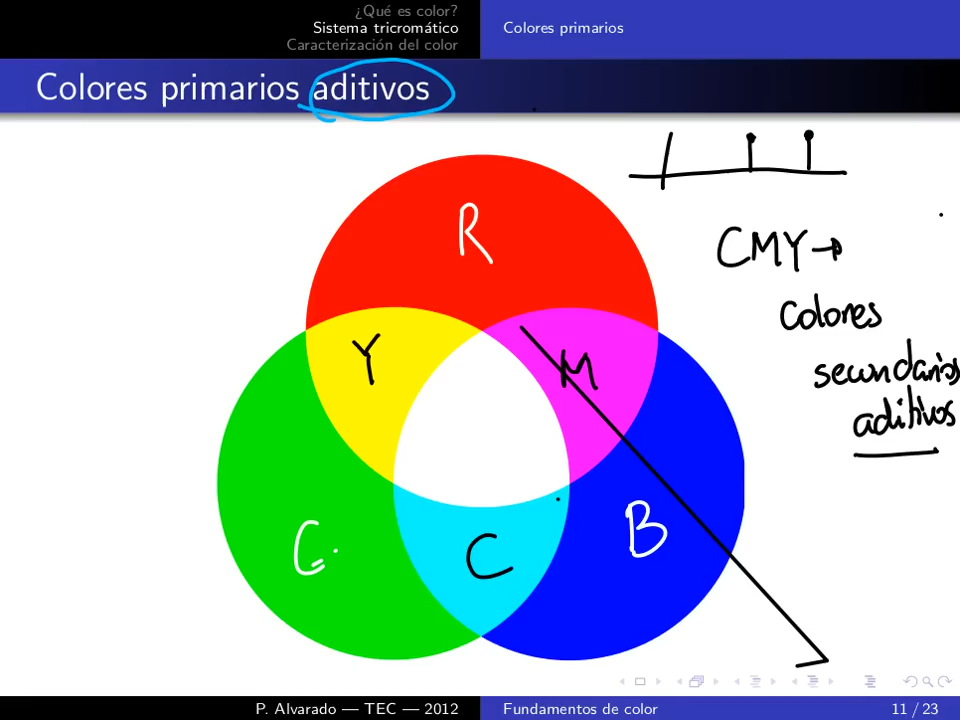 ¿Qué es color?
Sistema tricromático
Caracterización del color
Colores primarios
Colores primarios aditivos
R
CMY→
Colores
secundarios
aditivos
Y
M
G
C
B
P. Alvarado — TEC — 2012
Fundamentos de color
11 / 23